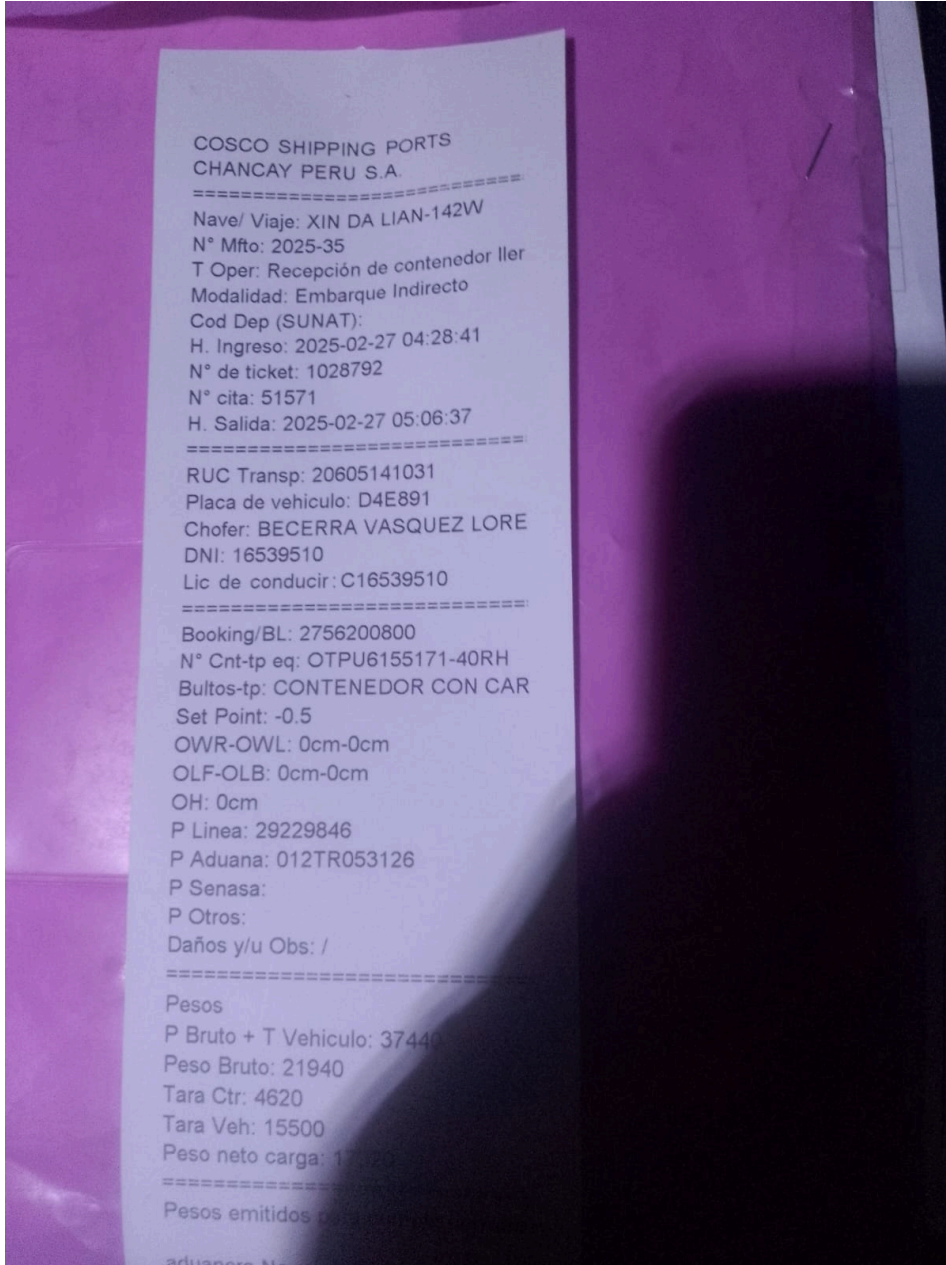 COSCO SHIPPING PORTS
CHANCAY PERU S.A.
============================
Nave/ Viaje: XIN DA LIAN-142W
N° Mfto: 2025-35
T Oper: Recepción de contenedor ller
Modalidad: Embarque Indirecto
Cod Dep (SUNAT):
H. Ingreso: 2025-02-27 04:28:41
N° de ticket: 1028792
N° cita: 51571
H. Salida: 2025-02-27 05:06:37
============================
RUC Transp: 20605141031
Placa de vehiculo: D4E891
Chofer: BECERRA VASQUEZ LORE
DNI: 16539510
Lic de conducir: C16539510
============================
Booking/BL: 2756200800
N° Cnt-tp eq: OTPU6155171-40RH
Bultos-tp: CONTENEDOR CON CAR
Set Point: -0.5
OWR-OWL: 0cm-0cm
OLF-OLB: 0cm-0cm
OH: 0cm
P Linea: 29229846
P Aduana: 012TR053126
P Senasa:
P Otros:
Daños y/u Obs: /
============================
Pesos
P Bruto + T Vehiculo: 37440
Peso Bruto: 21940
Tara Ctr: 4620
Tara Veh: 15500
Peso neto carga:
============================
Pesos emitidos para
aduanero